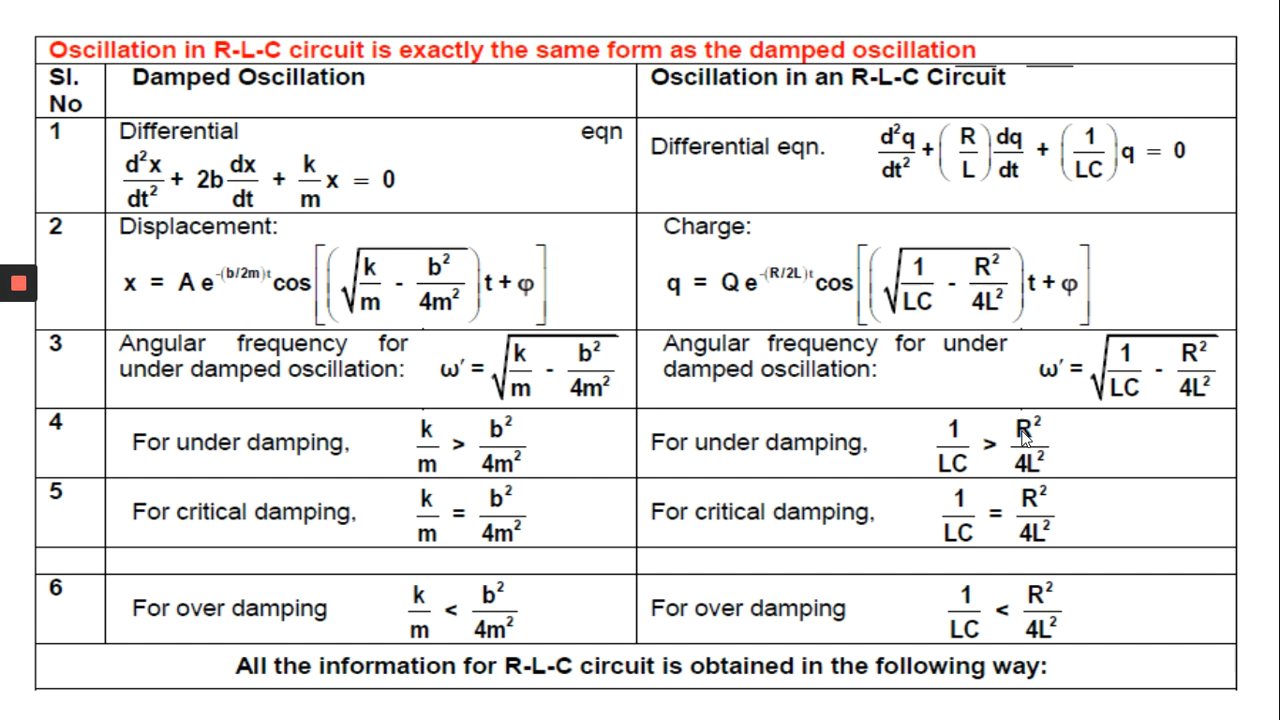 Oscillation in R-L-C circuit is exactly the same form as the damped oscillation
Sl. No | Damped Oscillation | Oscillation in an R-L-C Circuit
1 | Differential eqn d²x/dt² + 2b dx/dt + k/m x = 0 | Differential eqn. d²q/dt² + (R/L) dq/dt + (1/LC) q = 0
2 | Displacement: x = A e^-(b/2m)t cos[(√(k/m - b²/4m²)) t + φ] | Charge: q = Q e^-(R/2L)t cos[(√(1/LC - R²/4L²)) t + φ]
3 | Angular frequency for under damped oscillation: ω′ = √(k/m - b²/4m²) | Angular frequency for under damped oscillation: ω′ = √(1/LC - R²/4L²)
4 | For under damping, k/m > b²/4m² | For under damping, 1/LC > R²/4L²
5 | For critical damping, k/m = b²/4m² | For critical damping, 1/LC = R²/4L²
6 | For over damping k/m < b²/4m² | For over damping 1/LC < R²/4L²
All the information for R-L-C circuit is obtained in the following way: